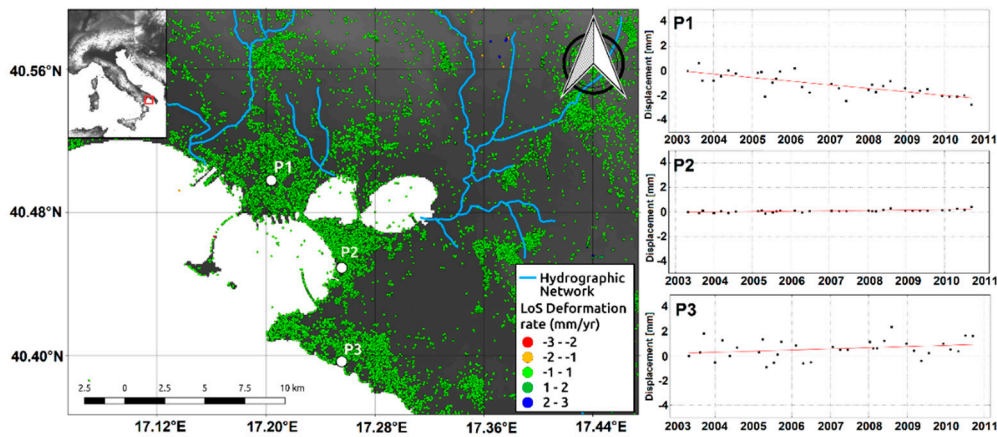 40.56°N
40.48°N
40.40°N
17.12°E
17.20°E
17.28°E
17.36°E
17.44°E
P1
P2
P3
2.5 0 2.5 5 7.5 10 km
Hydrographic
Network
LoS Deformation
rate (mm/yr)
-3 - -2
-2 - -1
-1 - 1
1 - 2
2 - 3
P1
Displacement [mm]
4
2
0
-2
-4
2003 2004 2005 2006 2007 2008 2009 2010 2011
P2
Displacement [mm]
4
2
0
-2
-4
2003 2004 2005 2006 2007 2008 2009 2010 2011
P3
Displacement [mm]
4
2
0
-2
-4
2003 2004 2005 2006 2007 2008 2009 2010 2011